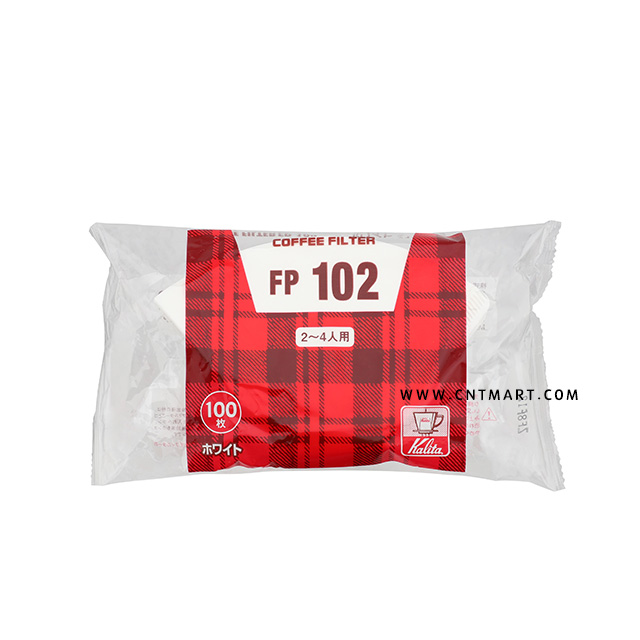 COFFEE FILTER
FP 102
2～4人用
WWW.CNTMART.COM
100
枚
ホワイト
Kalita